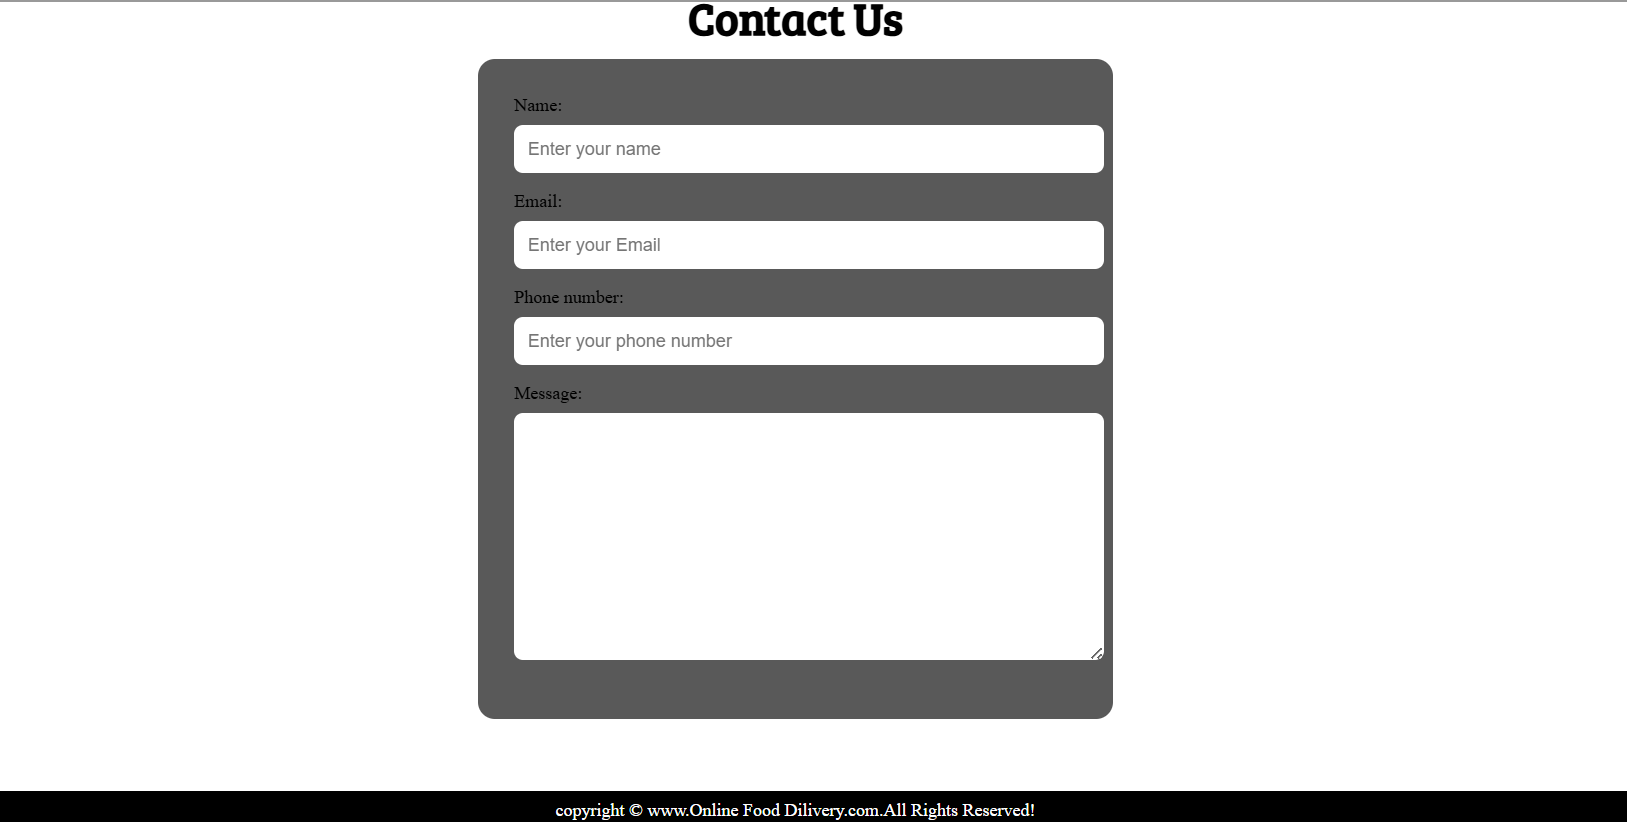 Contact Us
Name:
Enter your name
Email:
Enter your Email
Phone number:
Enter your phone number
Message:
copyright © www.Online Food Dilivery.com.All Rights Reserved!